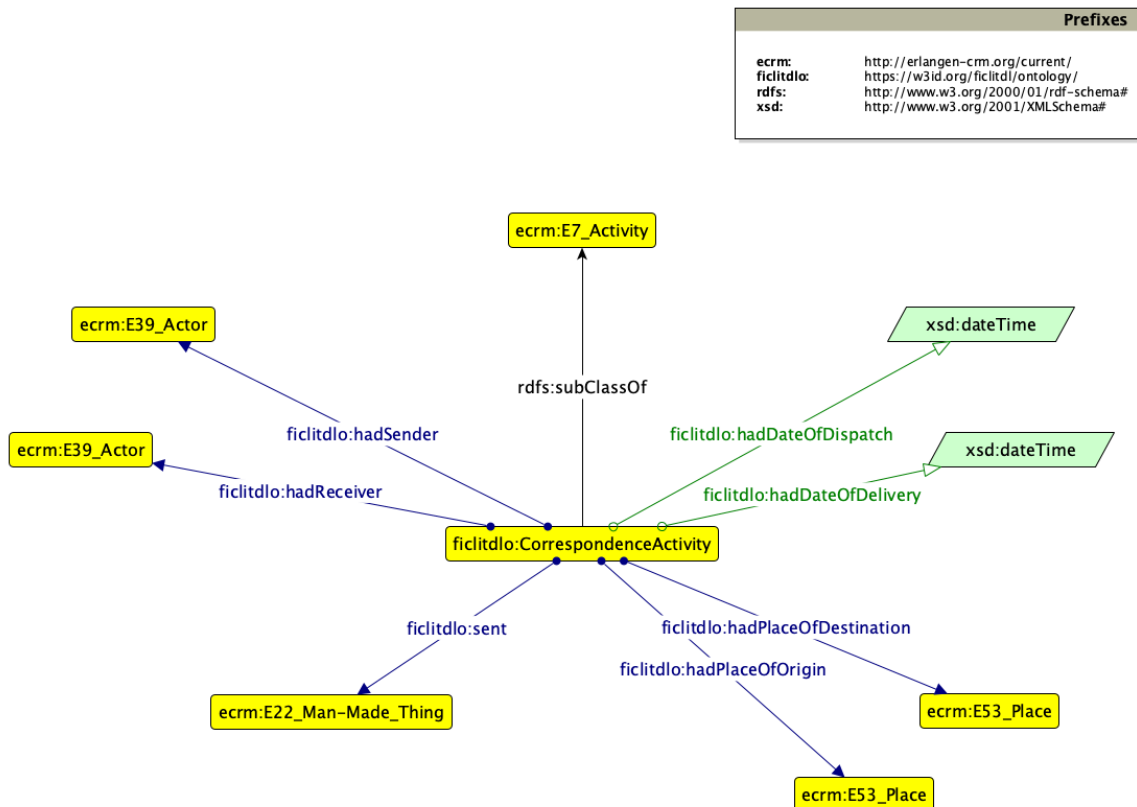 Prefixes
ecrm: http://erlangen-crm.org/current/
ficlitdlo: https://w3id.org/ficlitdl/ontology/
rdfs: http://www.w3.org/2000/01/rdf-schema#
xsd: http://www.w3.org/2001/XMLSchema#
ecrm:E7_Activity
ecrm:E39_Actor
xsd:dateTime
rdfs:subClassOf
ficlitdlo:hadSender
ficlitdlo:hadDateOfDispatch
ecrm:E39_Actor
xsd:dateTime
ficlitdlo:hadReceiver
ficlitdlo:hadDateOfDelivery
ficlitdlo:CorrespondenceActivity
ficlitdlo:sent
ficlitdlo:hadPlaceOfDestination
ficlitdlo:hadPlaceOfOrigin
ecrm:E22_Man-Made_Thing
ecrm:E53_Place
ecrm:E53_Place